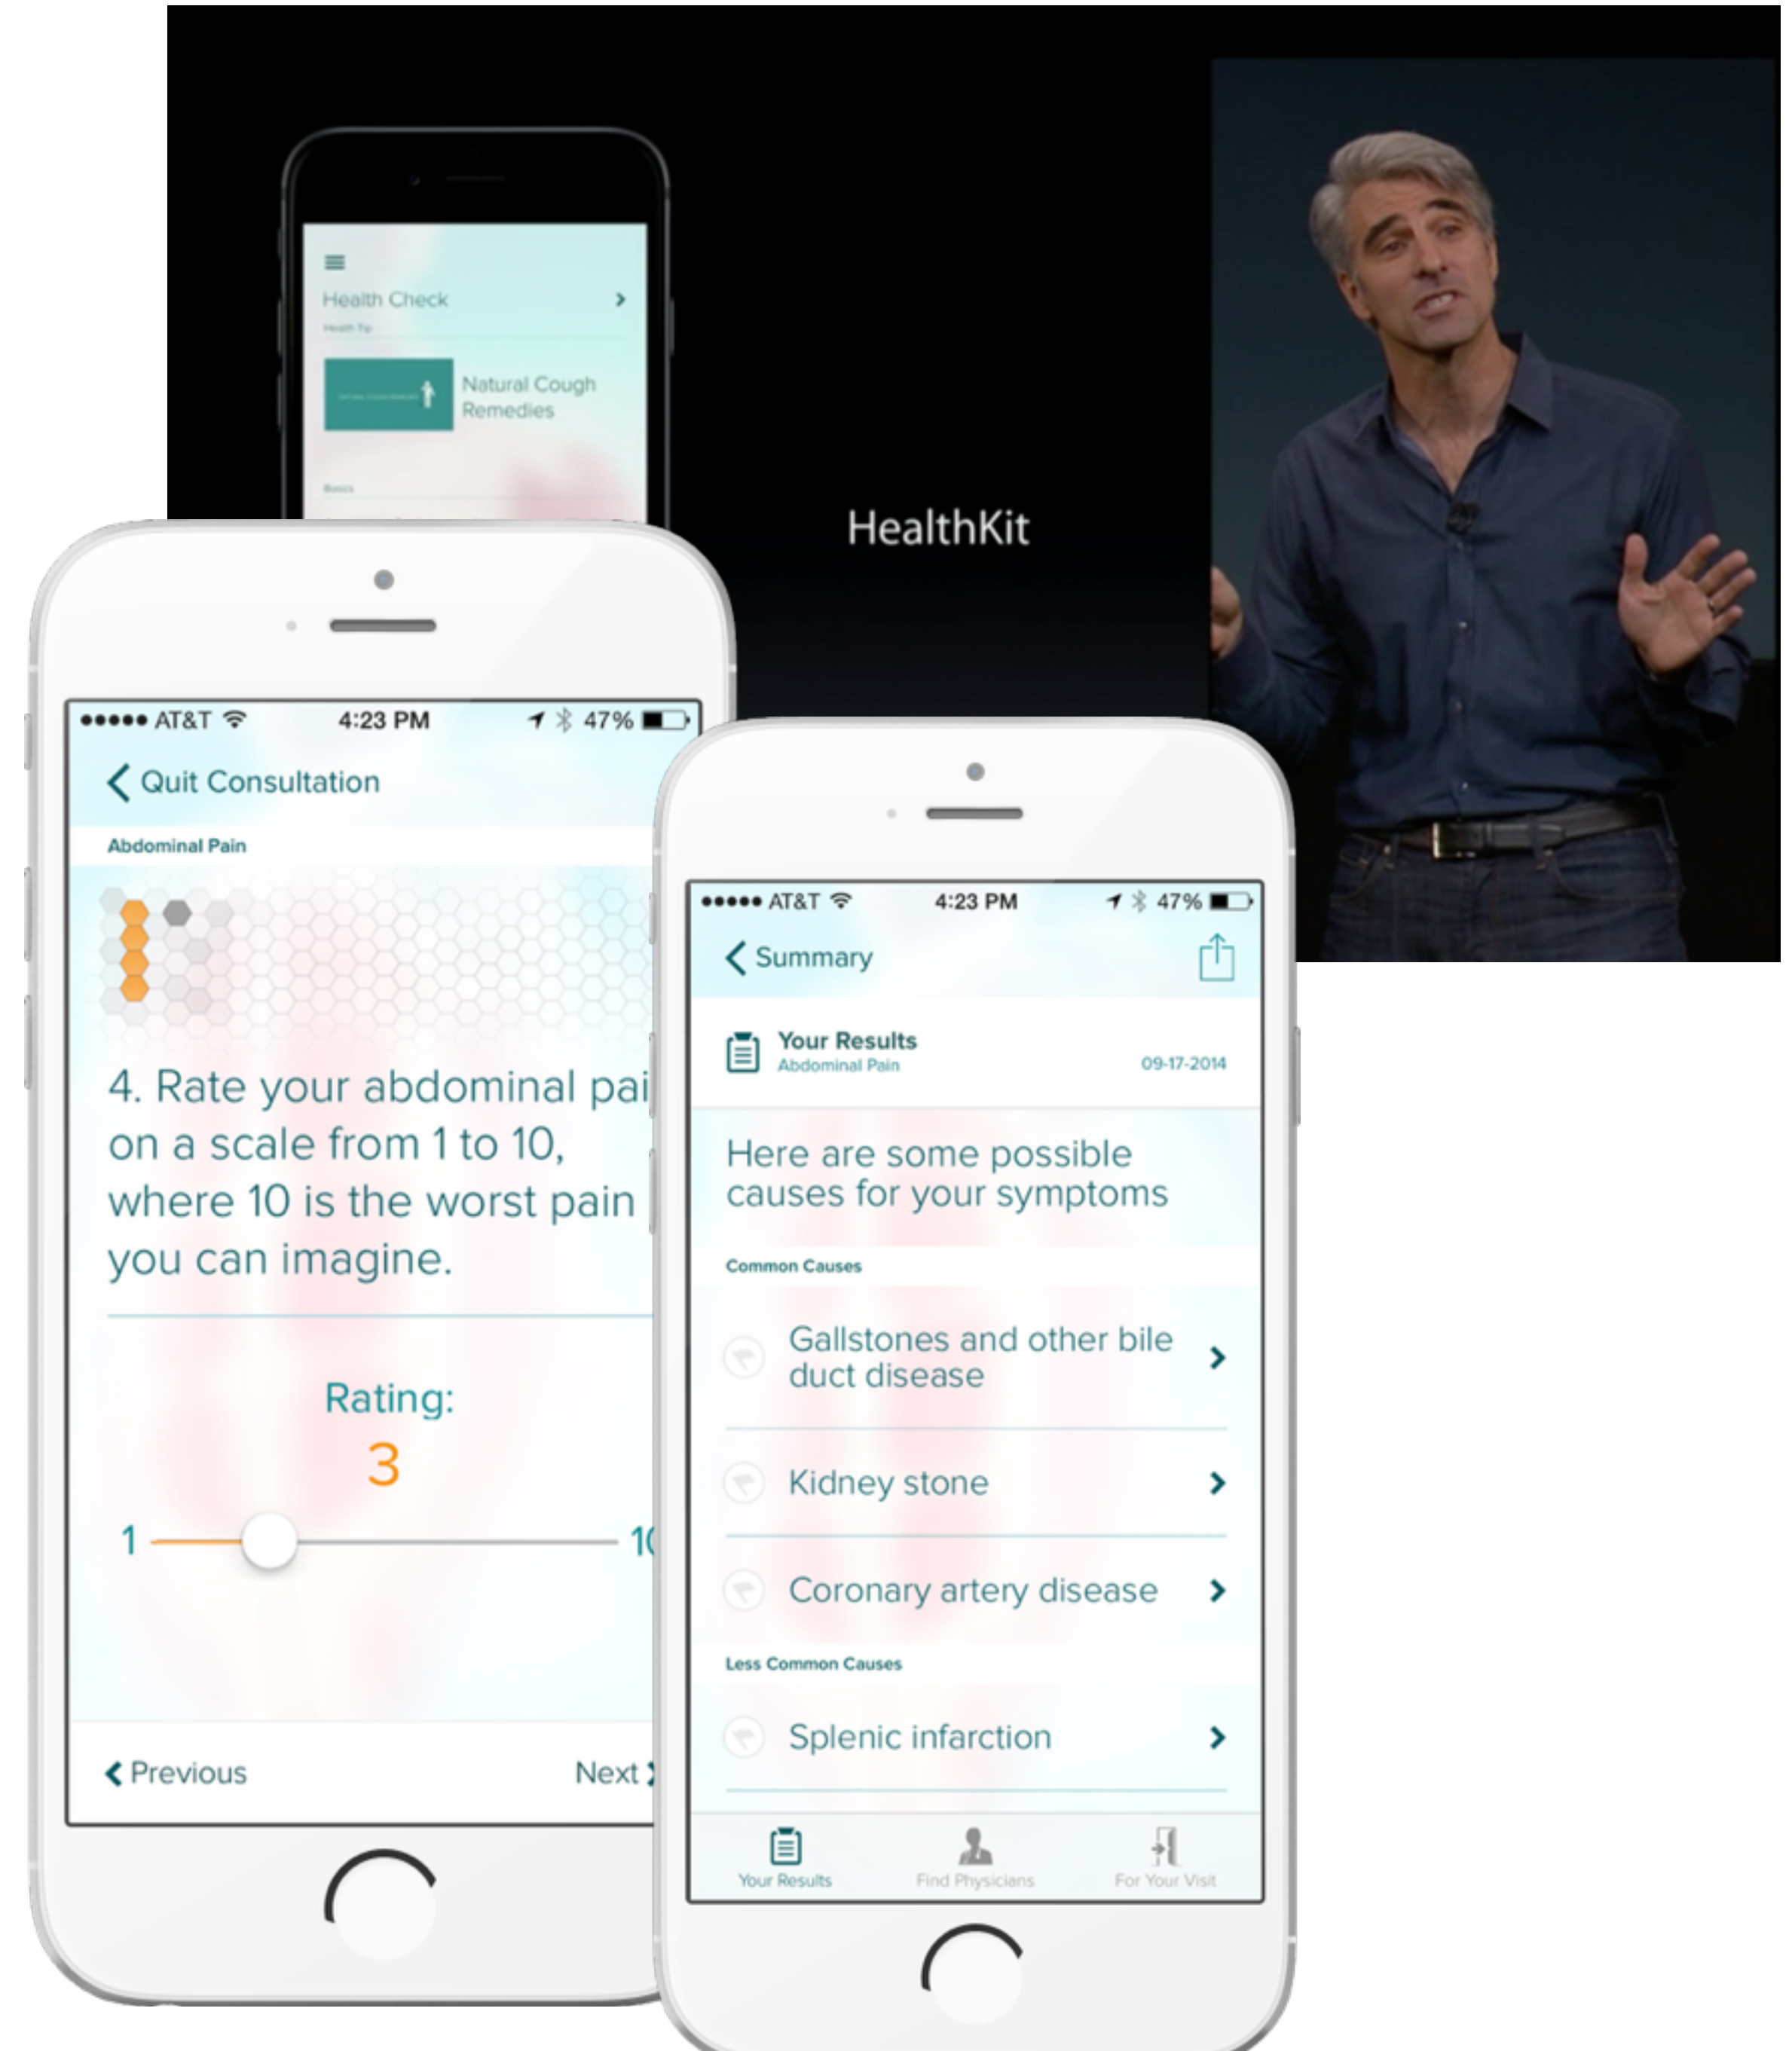 Health Check
Health Tip
Natural Cough
Remedies
Basics
HealthKit
AT&T 4:23 PM 47%
Quit Consultation
Abdominal Pain
4. Rate your abdominal pai
on a scale from 1 to 10,
where 10 is the worst pain
you can imagine.
Rating:
3
1 10
Previous Next
AT&T 4:23 PM 47%
Summary
Your Results
Abdominal Pain 09-17-2014
Here are some possible
causes for your symptoms
Common Causes
Gallstones and other bile
duct disease
Kidney stone
Coronary artery disease
Less Common Causes
Splenic infarction
Your Results Find Physicians For Your Visit